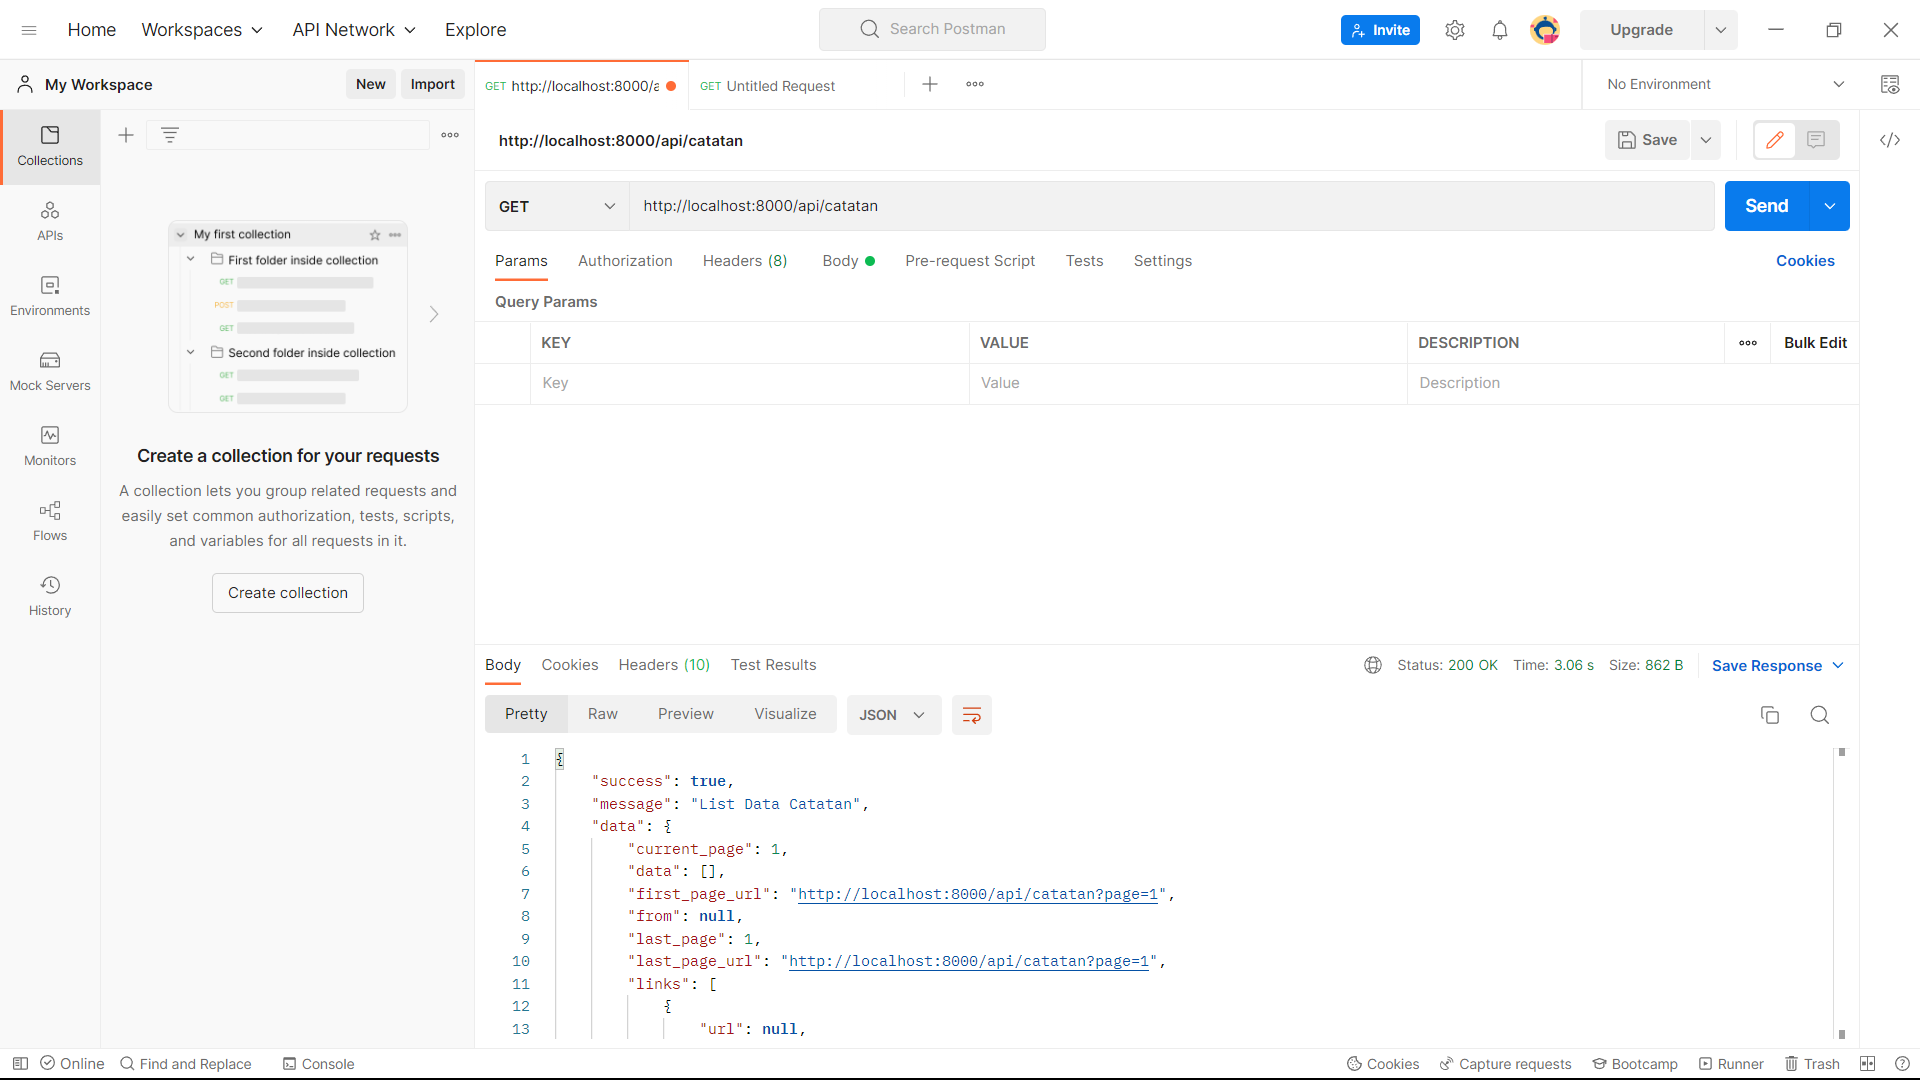 Home Workspaces API Network Explore Search Postman Invite Upgrade
My Workspace New Import GET http://localhost:8000/a GET Untitled Request No Environment
http://localhost:8000/api/catatan Save
Collections
APIs
Environments
Mock Servers
Monitors
Flows
History
My first collection
First folder inside collection
GET
POST
GET
Second folder inside collection
GET
GET
Create a collection for your requests
A collection lets you group related requests and
easily set common authorization, tests, scripts,
and variables for all requests in it.
Create collection
GET http://localhost:8000/api/catatan Send
Params Authorization Headers (8) Body Pre-request Script Tests Settings Cookies
Query Params
KEY VALUE DESCRIPTION Bulk Edit
Key Value Description
Body Cookies Headers (10) Test Results Status: 200 OK Time: 3.06 s Size: 862 B Save Response
Pretty Raw Preview Visualize JSON
1 {
2 "success": true,
3 "message": "List Data Catatan",
4 "data": {
5 "current_page": 1,
6 "data": [],
7 "first_page_url": "http://localhost:8000/api/catatan?page=1",
8 "from": null,
9 "last_page": 1,
10 "last_page_url": "http://localhost:8000/api/catatan?page=1",
11 "links": [
12 {
13 "url": null,
Online Find and Replace Console Cookies Capture requests Bootcamp Runner Trash